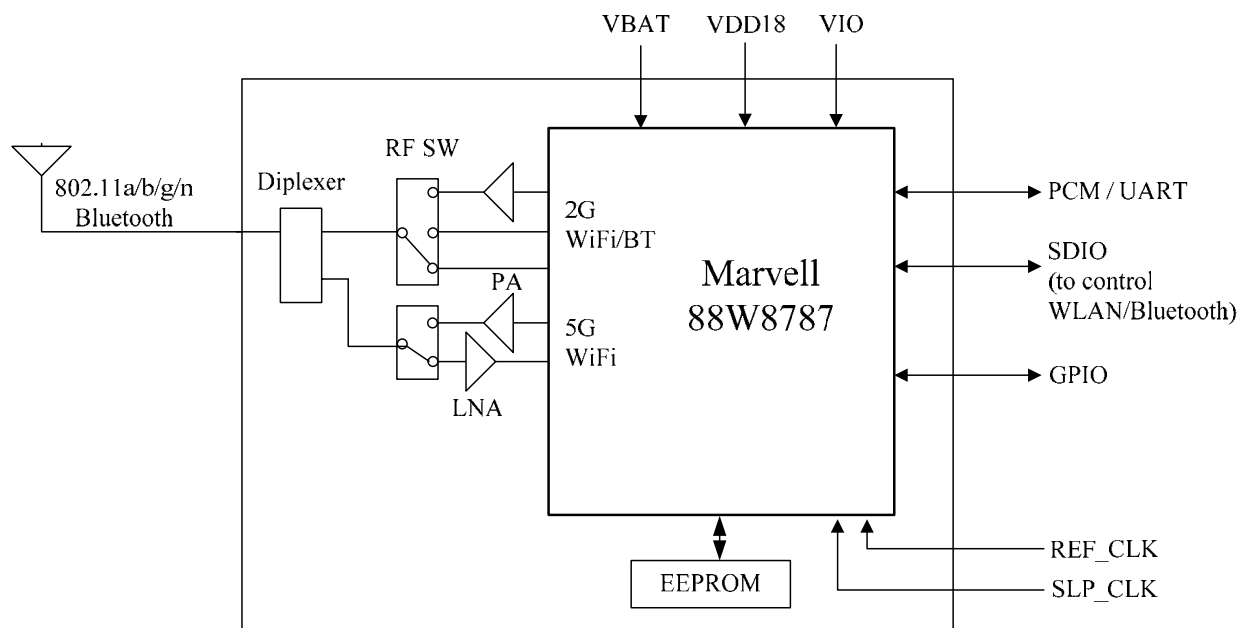 VBAT VDD18 VIO
RF SW
802.11a/b/g/n
Bluetooth
Diplexer
2G
WiFi/BT
PA
5G
WiFi
LNA
Marvell
88W8787
PCM / UART
SDIO
(to control
WLAN/Bluetooth)
GPIO
EEPROM
REF_CLK
SLP_CLK